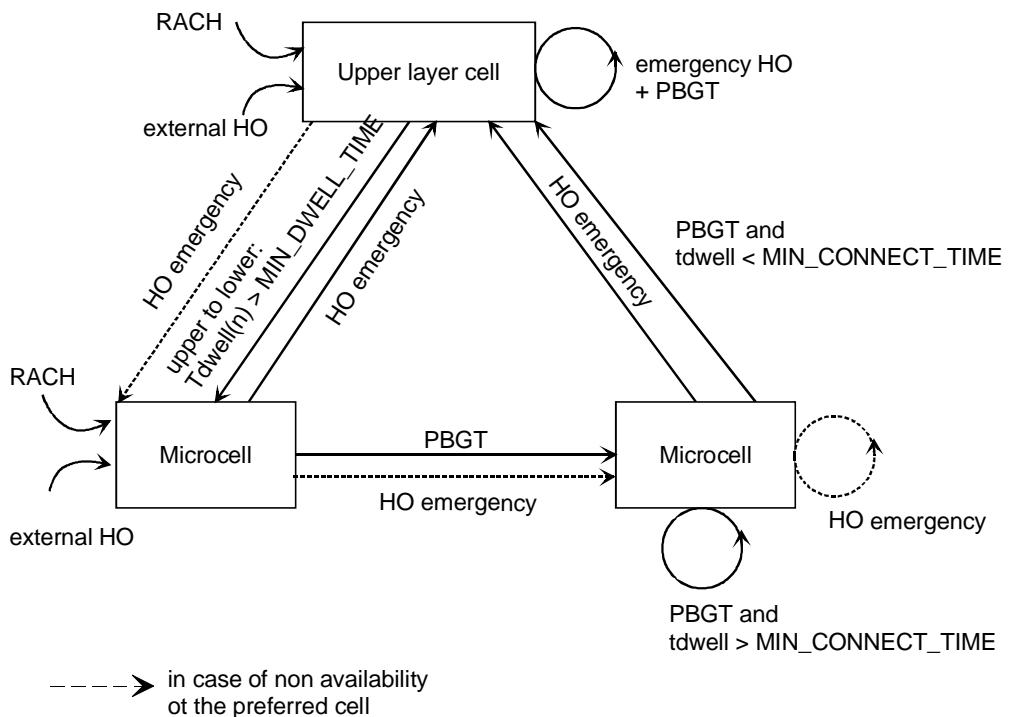 RACH
Upper layer cell
emergency HO
+ PBGT
external HO
HO emergency
upper to lower:
Tdwell(n) > MIN_DWELL_TIME
HO emergency
HO emergency
PBGT and
tdwell < MIN_CONNECT_TIME
RACH
Microcell
PBGT
Microcell
HO emergency
HO emergency
external HO
PBGT and
tdwell > MIN_CONNECT_TIME
in case of non availability
ot the preferred cell